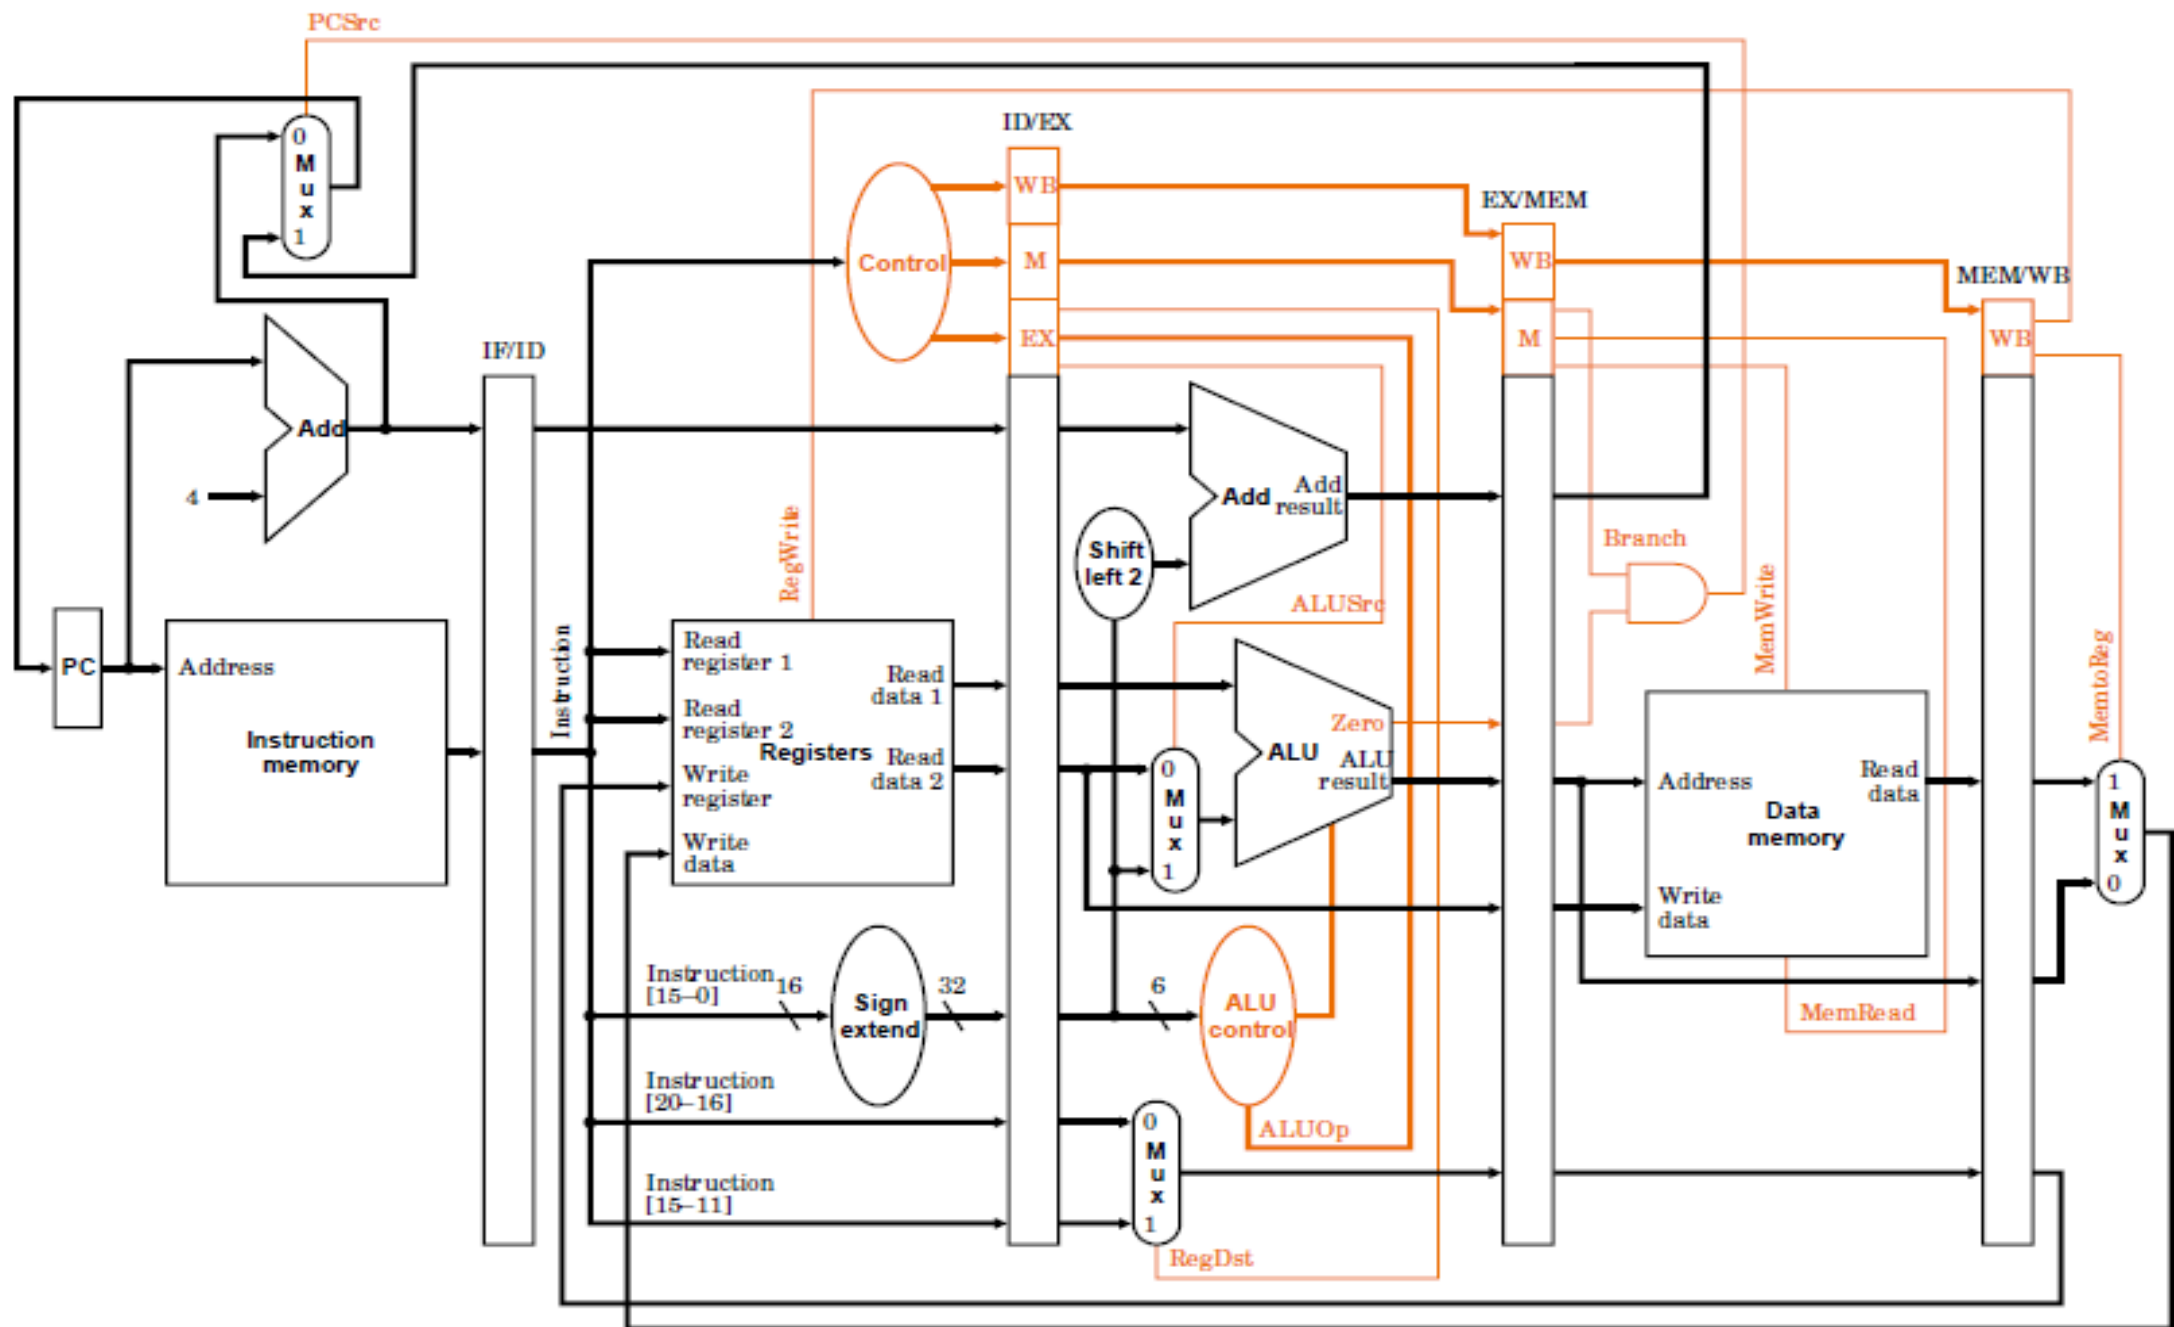 PCSrc
0
M
u
x
1
ID/EX
WB
M
EX
Control
EX/MEM
WB
M
MEM/WB
WB
IF/ID
Add
4
PC
Address
Instruction
memory
Instruction
RegWrite
Read
register 1
Read
register 2
Write
register
Write
data
Registers
Read
data 1
Read
data 2
Shift
left 2
Add
Add
result
ALUSrc
Zero
ALU
ALU
result
0
M
u
x
1
Branch
MemWrite
Address
Read
data
Data
memory
Write
data
MemRead
MemtoReg
1
M
u
x
0
Instruction
[15–0]
16
Sign
extend
32
6
ALU
control
Instruction
[20–16]
ALUOp
Instruction
[15–11]
0
M
u
x
1
RegDst